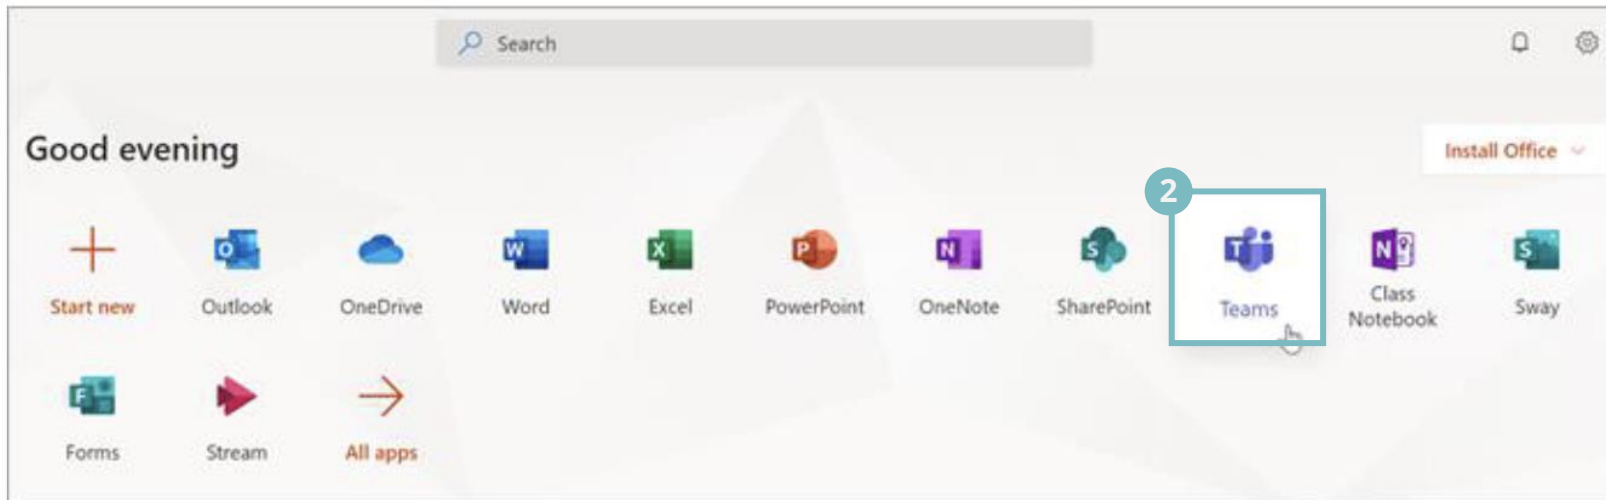 Search
Good evening
Install Office
2
Start new
Outlook
OneDrive
Word
Excel
PowerPoint
OneNote
SharePoint
Teams
Class
Notebook
Sway
Forms
Stream
All apps